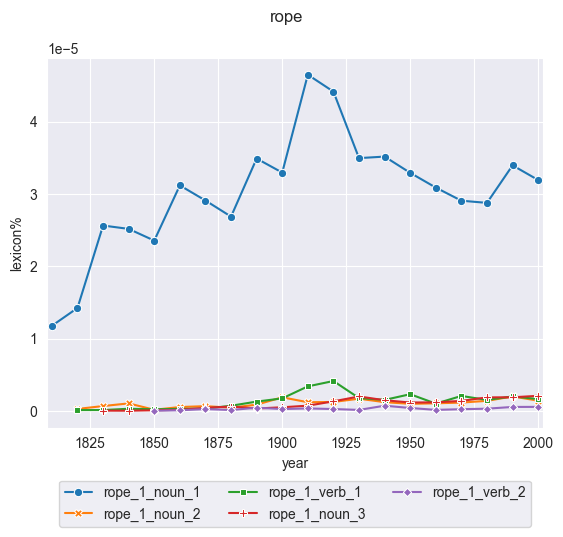 rope
1e−5
4
3
2
1
0
lexicon%
1825 1850 1875 1900 1925 1950 1975 2000
year
rope_1_noun_1 rope_1_verb_1 rope_1_verb_2
rope_1_noun_2 rope_1_noun_3